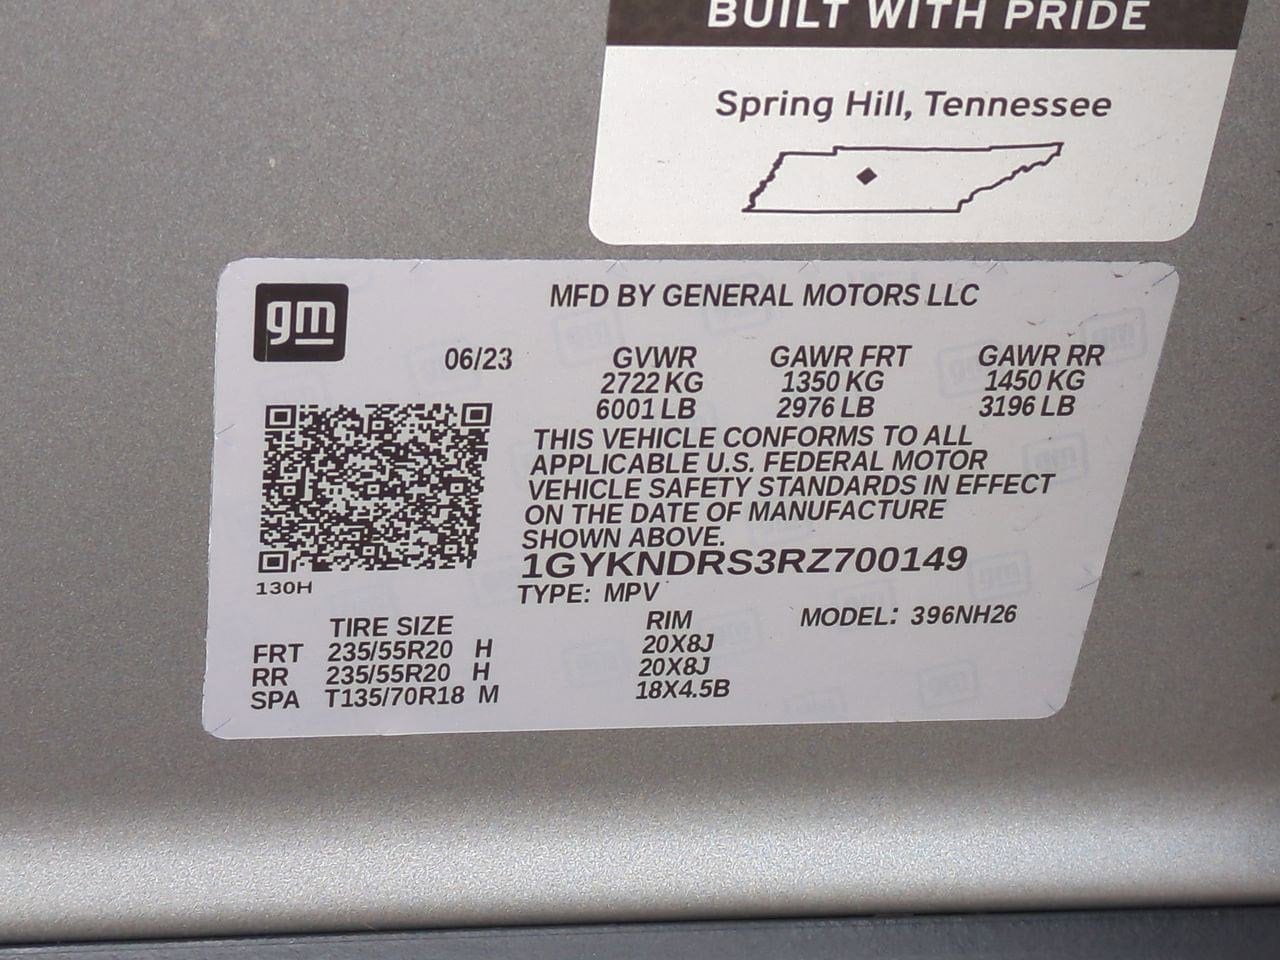 BUILT WITH PRIDE
Spring Hill, Tennessee
gm
MFD BY GENERAL MOTORS LLC
06/23 GVWR GAWR FRT GAWR RR
2722 KG 1350 KG 1450 KG
6001 LB 2976 LB 3196 LB
THIS VEHICLE CONFORMS TO ALL
APPLICABLE U.S. FEDERAL MOTOR
VEHICLE SAFETY STANDARDS IN EFFECT
ON THE DATE OF MANUFACTURE
SHOWN ABOVE.
1GYKNDRS3RZ700149
130H
TYPE: MPV
TIRE SIZE RIM MODEL: 396NH26
FRT 235/55R20 H 20X8J
RR 235/55R20 H 20X8J
SPA T135/70R18 M 18X4.5B